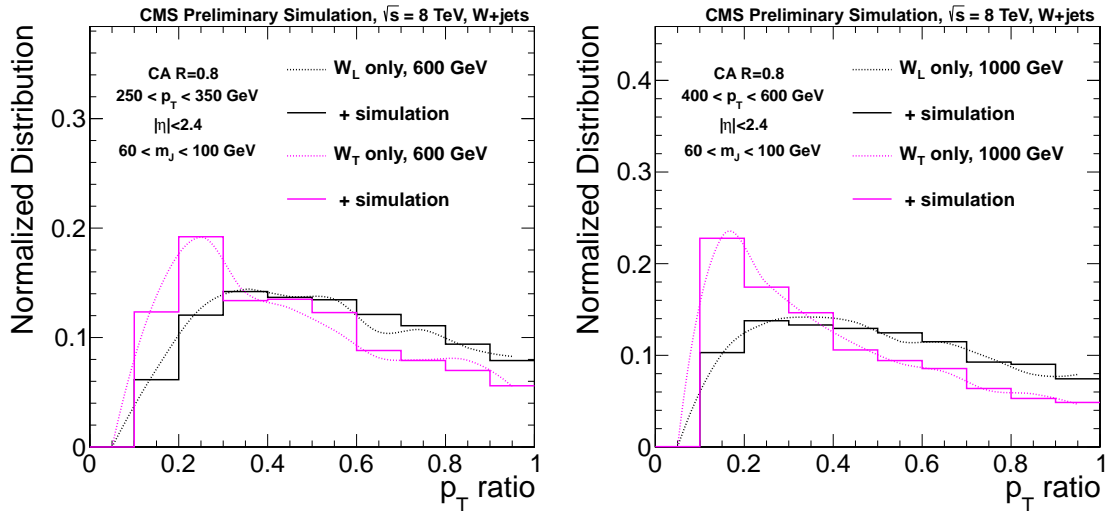 CMS Preliminary Simulation, √s = 8 TeV, W+jets
Normalized Distribution
0.3
0.2
0.1
0
CA R=0.8
250 < p_T < 350 GeV
|η|<2.4
60 < m_J < 100 GeV
W_L only, 600 GeV
+ simulation
W_T only, 600 GeV
+ simulation
0 0.2 0.4 0.6 0.8 1
p_T ratio
CMS Preliminary Simulation, √s = 8 TeV, W+jets
Normalized Distribution
0.4
0.3
0.2
0.1
0
CA R=0.8
400 < p_T < 600 GeV
|η|<2.4
60 < m_J < 100 GeV
W_L only, 1000 GeV
+ simulation
W_T only, 1000 GeV
+ simulation
0 0.2 0.4 0.6 0.8 1
p_T ratio